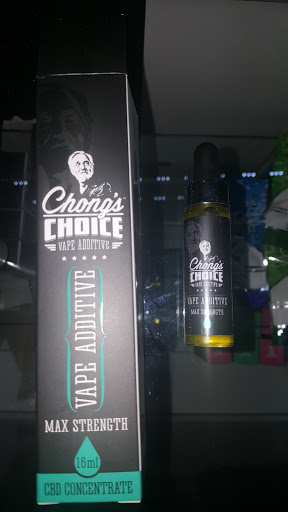 Chong's
CHOICE
VAPE ADDITIVE
VAPE ADDITIVE
MAX STRENGTH
16ml
CBD CONCENTRATE
Chong's
CHOICE
VAPE ADDITIVE
VAPE ADDITIVE
MAX STRENGTH